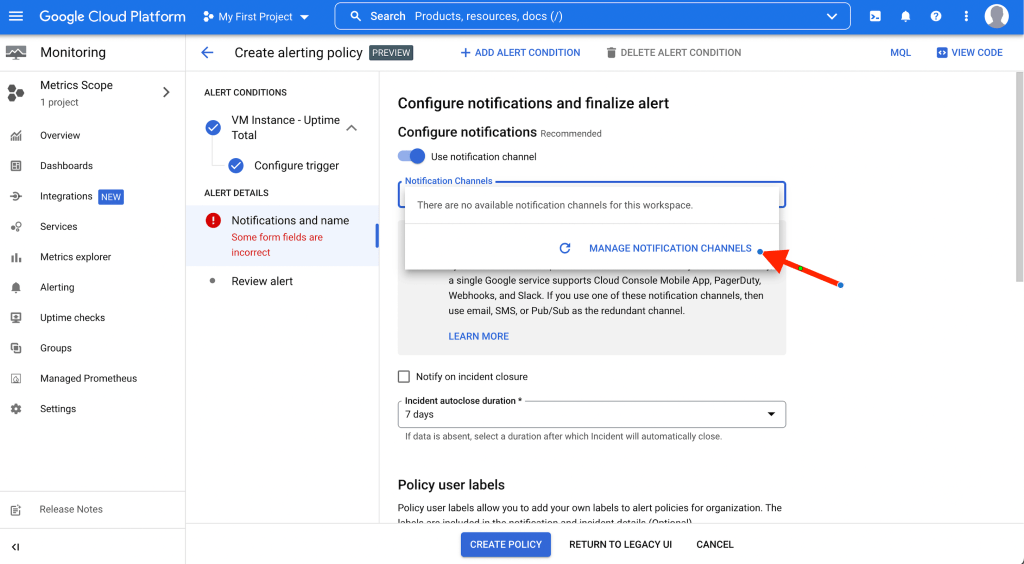 Google Cloud Platform
My First Project
Search Products, resources, docs (/)
Monitoring
Create alerting policy PREVIEW
ADD ALERT CONDITION
DELETE ALERT CONDITION
MQL
VIEW CODE
Metrics Scope
1 project
Overview
Dashboards
Integrations NEW
Services
Metrics explorer
Alerting
Uptime checks
Groups
Managed Prometheus
Settings
Release Notes
ALERT CONDITIONS
VM Instance - Uptime
Total
Configure trigger
ALERT DETAILS
Notifications and name
Some form fields are
incorrect
Review alert
Configure notifications and finalize alert
Configure notifications Recommended
Use notification channel
Notification Channels
There are no available notification channels for this workspace.
MANAGE NOTIFICATION CHANNELS
a single Google service supports Cloud Console Mobile App, PagerDuty,
Webhooks, and Slack. If you use one of these notification channels, then
use email, SMS, or Pub/Sub as the redundant channel.
LEARN MORE
Notify on incident closure
Incident autoclose duration *
7 days
If data is absent, select a duration after which Incident will automatically close.
Policy user labels
Policy user labels allow you to add your own labels to alert policies for organization. The
labels are included in the notification and incident details (Optional)
CREATE POLICY
RETURN TO LEGACY UI
CANCEL